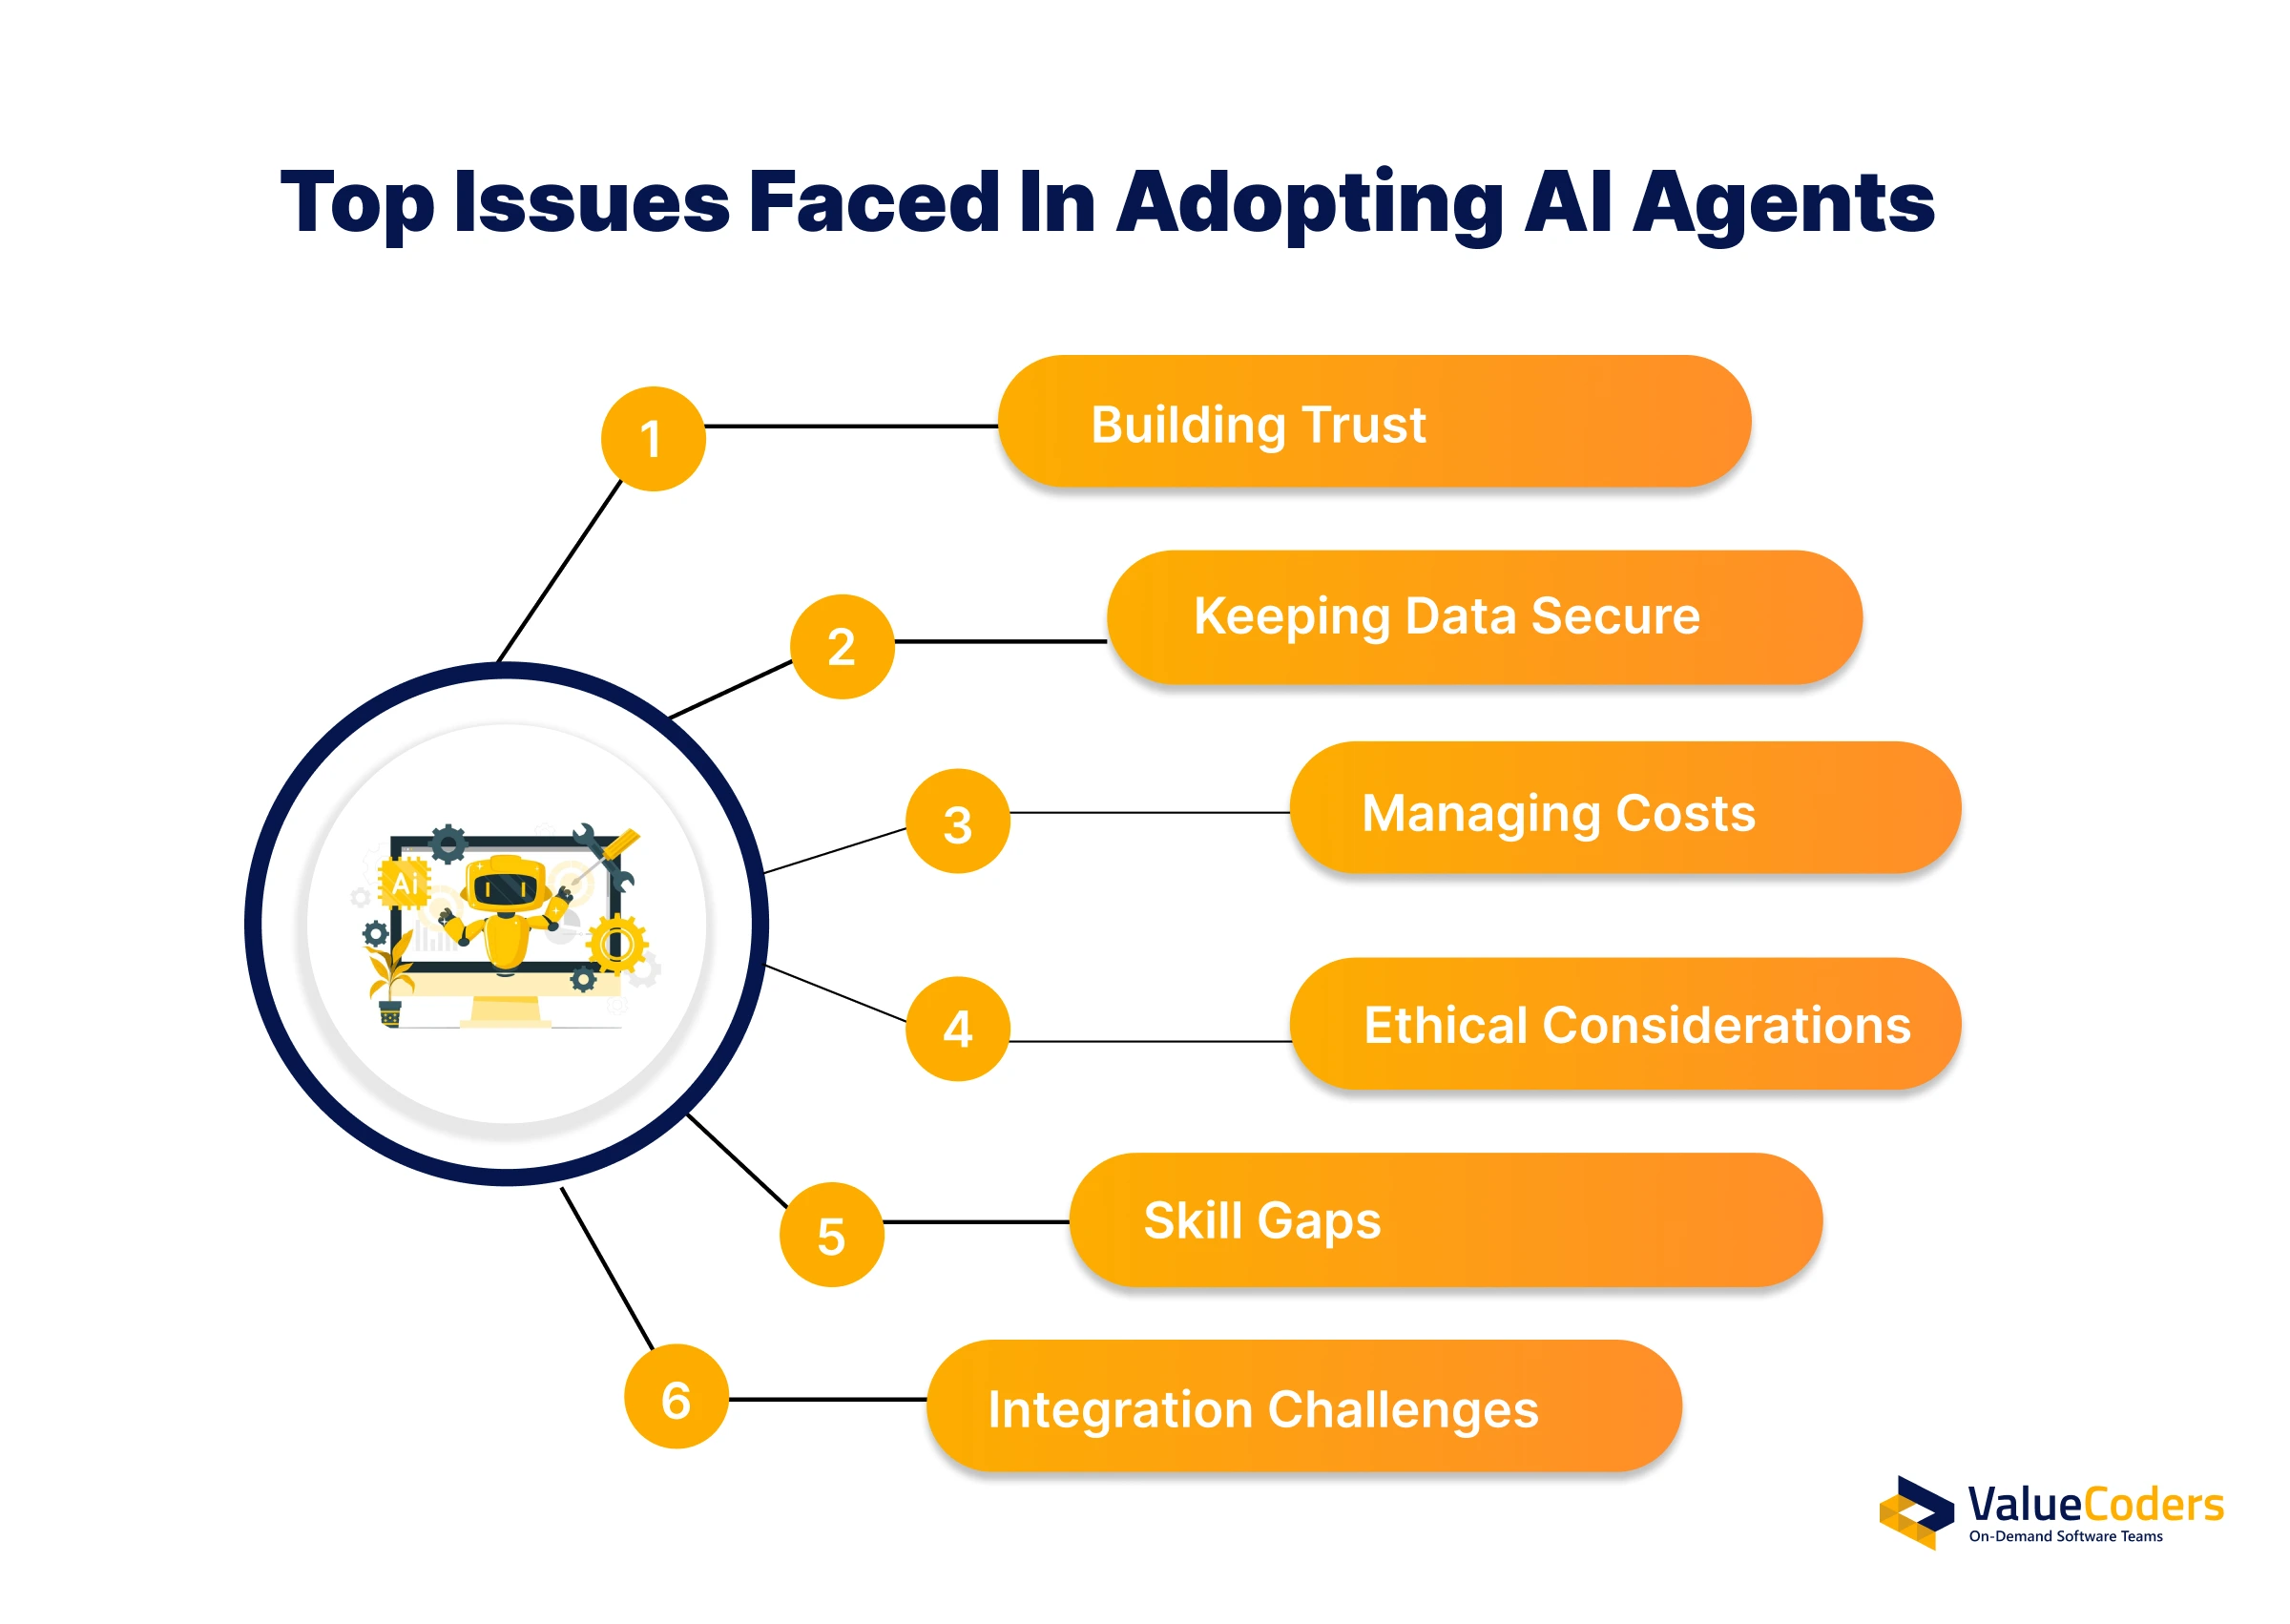 Top Issues Faced In Adopting AI Agents
1
Building Trust
2
Keeping Data Secure
3
Managing Costs
Ai
4
Ethical Considerations
5
Skill Gaps
6
Integration Challenges
ValueCoders
On-Demand Software Teams